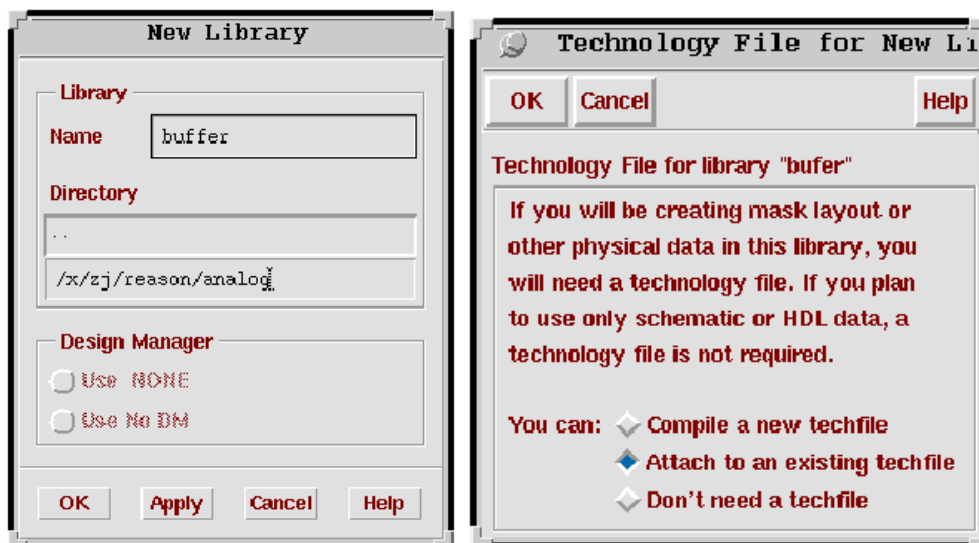 New Library
Library
Name
buffer
Directory
..
/x/zj/reason/analog
Design Manager
Use NONE
Use No DM
OK Apply Cancel Help
Technology File for New Li
OK Cancel Help
Technology File for library "bufer"
If you will be creating mask layout or
other physical data in this library, you
will need a technology file. If you plan
to use only schematic or HDL data, a
technology file is not required.
You can: Compile a new techfile
Attach to an existing techfile
Don't need a techfile